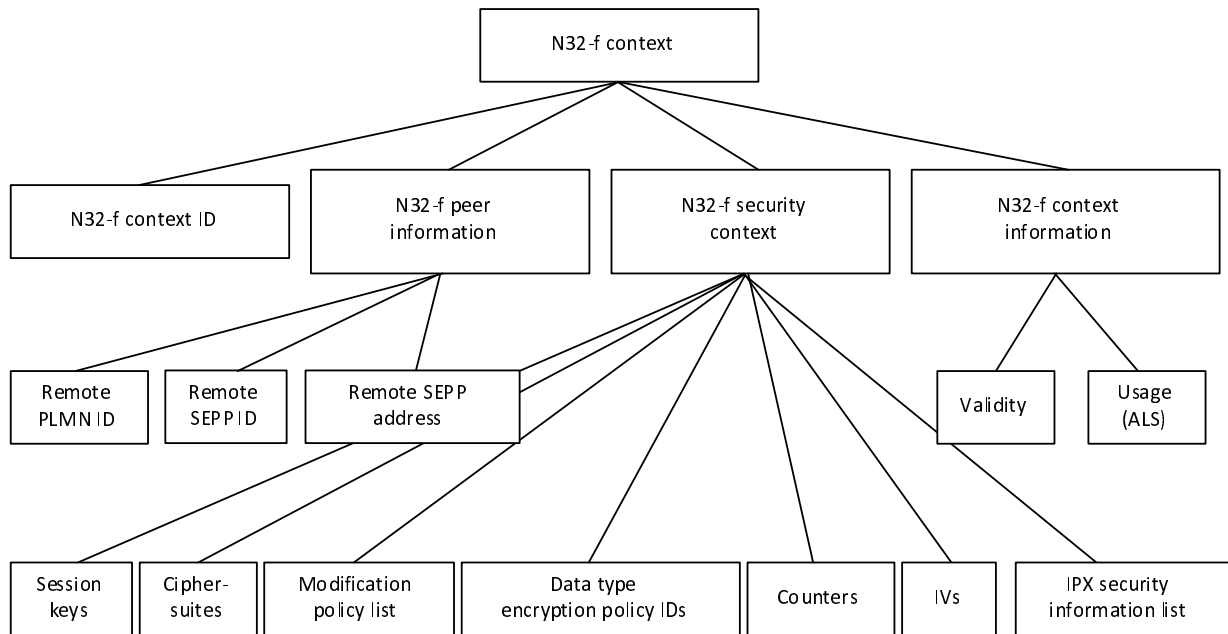 N32-f context
N32-f context ID
N32-f peer
information
N32-f security
context
N32-f context
information
Remote
PLMN ID
Remote
SEPP ID
Remote SEPP
address
Validity
Usage
(ALS)
Session
keys
Cipher-
suites
Modification
policy list
Data type
encryption policy IDs
Counters
IVs
IPX security
information list